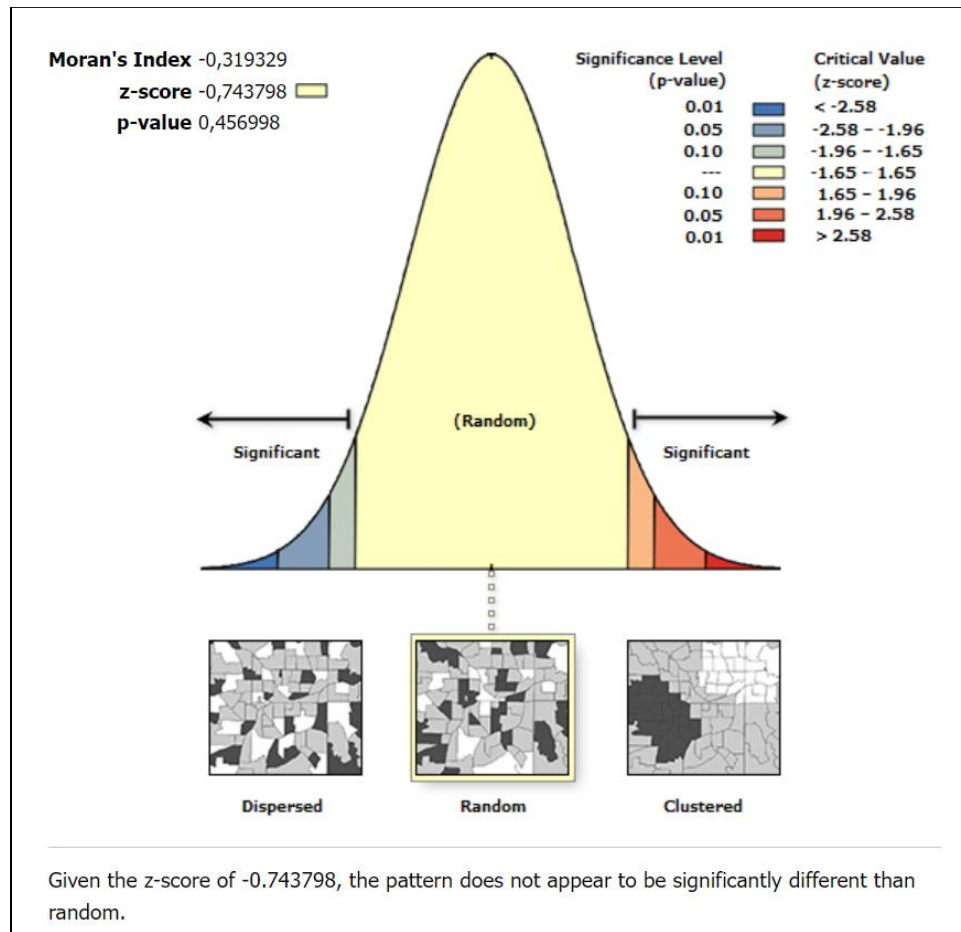 Moran's Index -0,319329
z-score -0,743798
p-value 0,456998
Significance Level
(p-value)
Critical Value
(z-score)
0.01 < -2.58
0.05 -2.58 – -1.96
0.10 -1.96 – -1.65
--- -1.65 – 1.65
0.10 1.65 – 1.96
0.05 1.96 – 2.58
0.01 > 2.58
(Random)
Significant
Significant
Dispersed
Random
Clustered
Given the z-score of -0.743798, the pattern does not appear to be significantly different than
random.